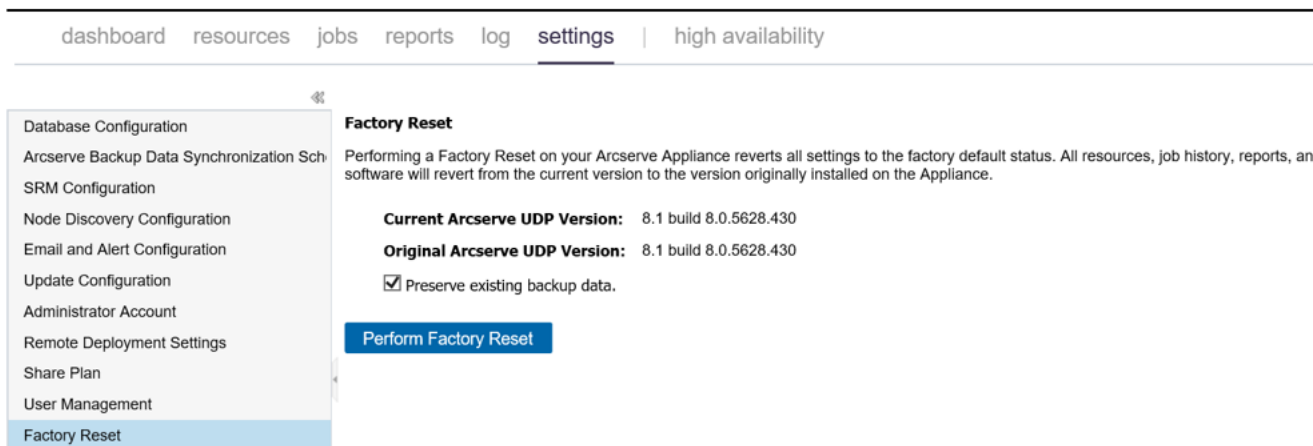 dashboard resources jobs reports log settings | high availability
Database Configuration
Arcserve Backup Data Synchronization Sch
SRM Configuration
Node Discovery Configuration
Email and Alert Configuration
Update Configuration
Administrator Account
Remote Deployment Settings
Share Plan
User Management
Factory Reset
Factory Reset
Performing a Factory Reset on your Arcserve Appliance reverts all settings to the factory default status. All resources, job history, reports, an
software will revert from the current version to the version originally installed on the Appliance.
Current Arcserve UDP Version: 8.1 build 8.0.5628.430
Original Arcserve UDP Version: 8.1 build 8.0.5628.430
Preserve existing backup data.
Perform Factory Reset